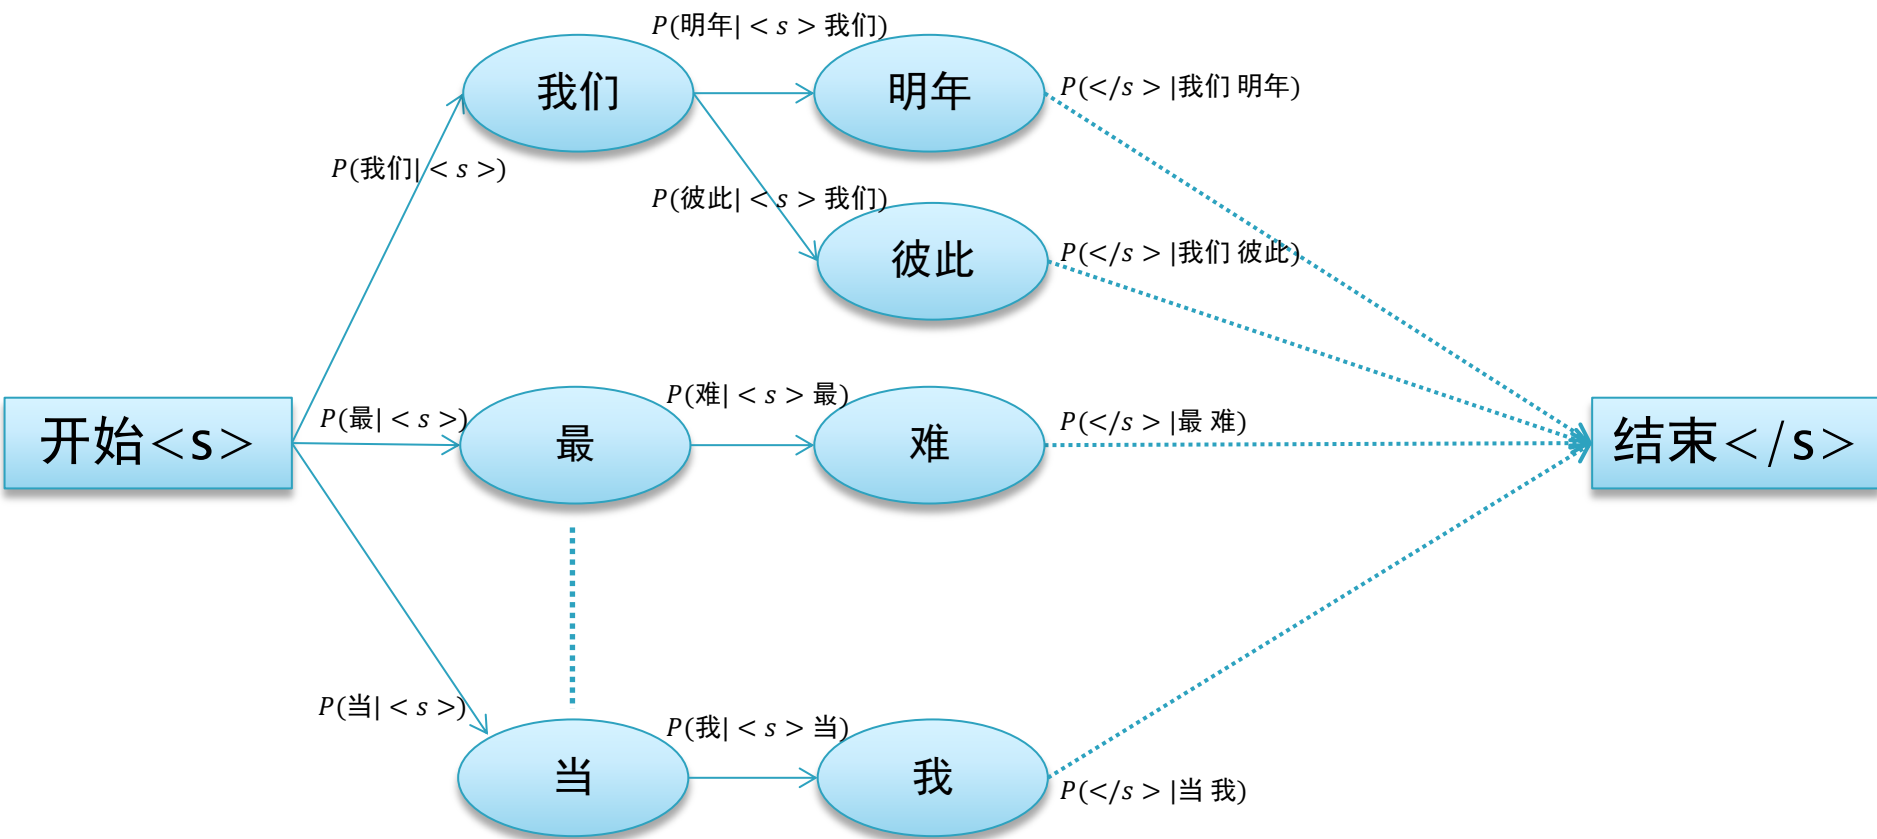 P(明年| < s > 我们)
我们
明年
P(</s > |我们 明年)
P(我们| < s >)
P(彼此| < s > 我们)
彼此
P(</s > |我们 彼此)
开始<s>
P(最| < s >)
最
P(难| < s > 最)
难
P(</s > |最 难)
结束</s>
P(当| < s >)
当
P(我| < s > 当)
我
P(</s > |当 我)